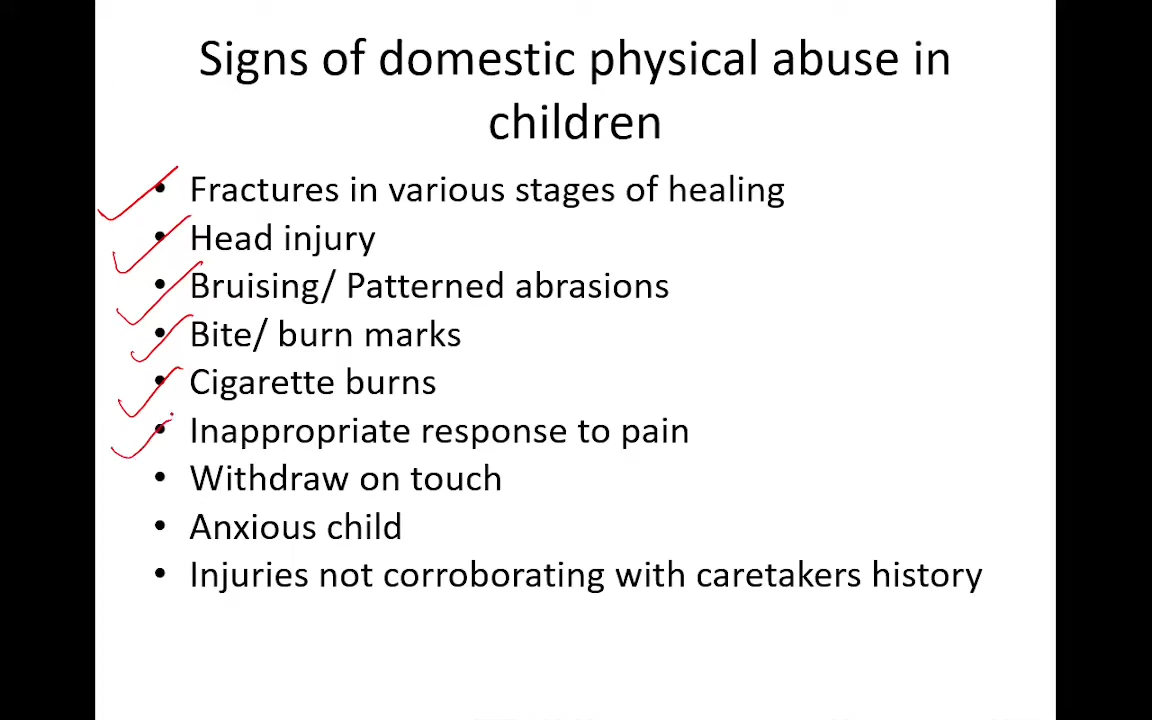 Signs of domestic physical abuse in
children
• Fractures in various stages of healing
• Head injury
• Bruising/ Patterned abrasions
• Bite/ burn marks
• Cigarette burns
• Inappropriate response to pain
• Withdraw on touch
• Anxious child
• Injuries not corroborating with caretakers history